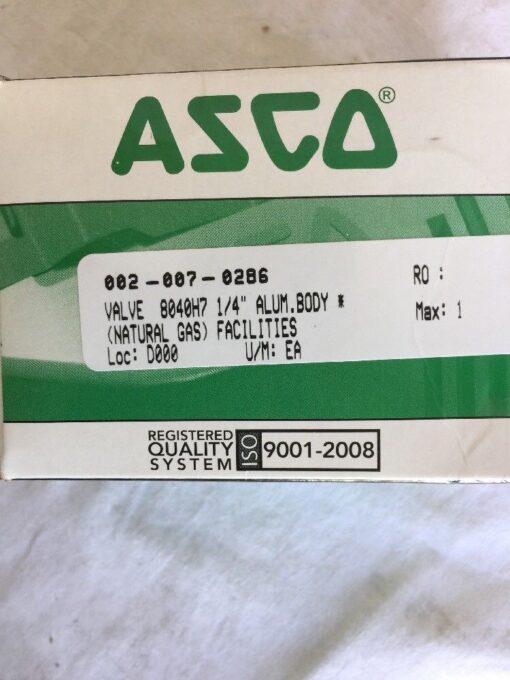 ASCO®
002-007-0286 RO :
VALVE 8040H7 1/4" ALUM.BODY * Max: 1
(NATURAL GAS) FACILITIES
Loc: D000 U/M: EA
REGISTERED
QUALITY
SYSTEM
ISO 9001-2008